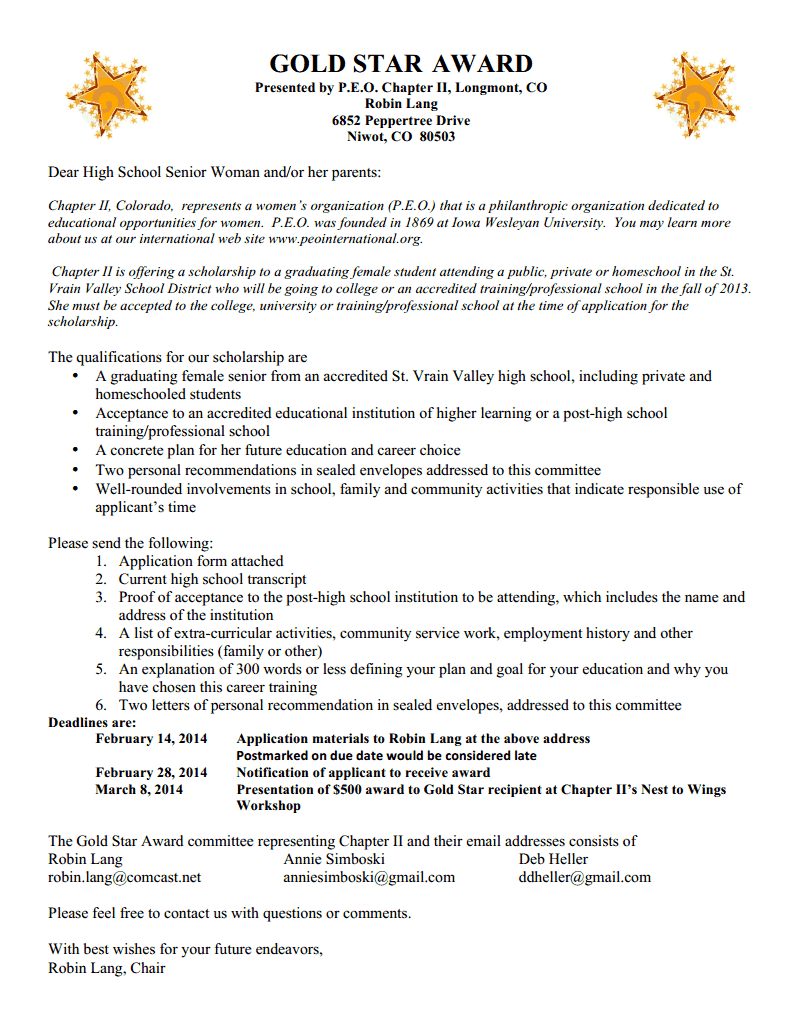 GOLD STAR AWARD
Presented by P.E.O. Chapter II, Longmont, CO
Robin Lang
6852 Peppertree Drive
Niwot, CO  80503
Dear High School Senior Woman and/or her parents:
Chapter II, Colorado,  represents a women's organization (P.E.O.) that is a philanthropic organization dedicated to
educational opportunities for women.  P.E.O. was founded in 1869 at Iowa Wesleyan University.  You may learn more
about us at our international web site www.peointernational.org.
Chapter II is offering a scholarship to a graduating female student attending a public, private or homeschool in the St.
Vrain Valley School District who will be going to college or an accredited training/professional school in the fall of 2013.
She must be accepted to the college, university or training/professional school at the time of application for the
scholarship.
The qualifications for our scholarship are
• A graduating female senior from an accredited St. Vrain Valley high school, including private and
homeschooled students
• Acceptance to an accredited educational institution of higher learning or a post-high school
training/professional school
• A concrete plan for her future education and career choice
• Two personal recommendations in sealed envelopes addressed to this committee
• Well-rounded involvements in school, family and community activities that indicate responsible use of
applicant's time
Please send the following:
1. Application form attached
2. Current high school transcript
3. Proof of acceptance to the post-high school institution to be attending, which includes the name and
address of the institution
4. A list of extra-curricular activities, community service work, employment history and other
responsibilities (family or other)
5. An explanation of 300 words or less defining your plan and goal for your education and why you
have chosen this career training
6. Two letters of personal recommendation in sealed envelopes, addressed to this committee
Deadlines are:
February 14, 2014 Application materials to Robin Lang at the above address
Postmarked on due date would be considered late
February 28, 2014 Notification of applicant to receive award
March 8, 2014 Presentation of $500 award to Gold Star recipient at Chapter II's Nest to Wings
Workshop
The Gold Star Award committee representing Chapter II and their email addresses consists of
Robin Lang Annie Simboski Deb Heller
robin.lang@comcast.net anniesimboski@gmail.com ddheller@gmail.com
Please feel free to contact us with questions or comments.
With best wishes for your future endeavors,
Robin Lang, Chair